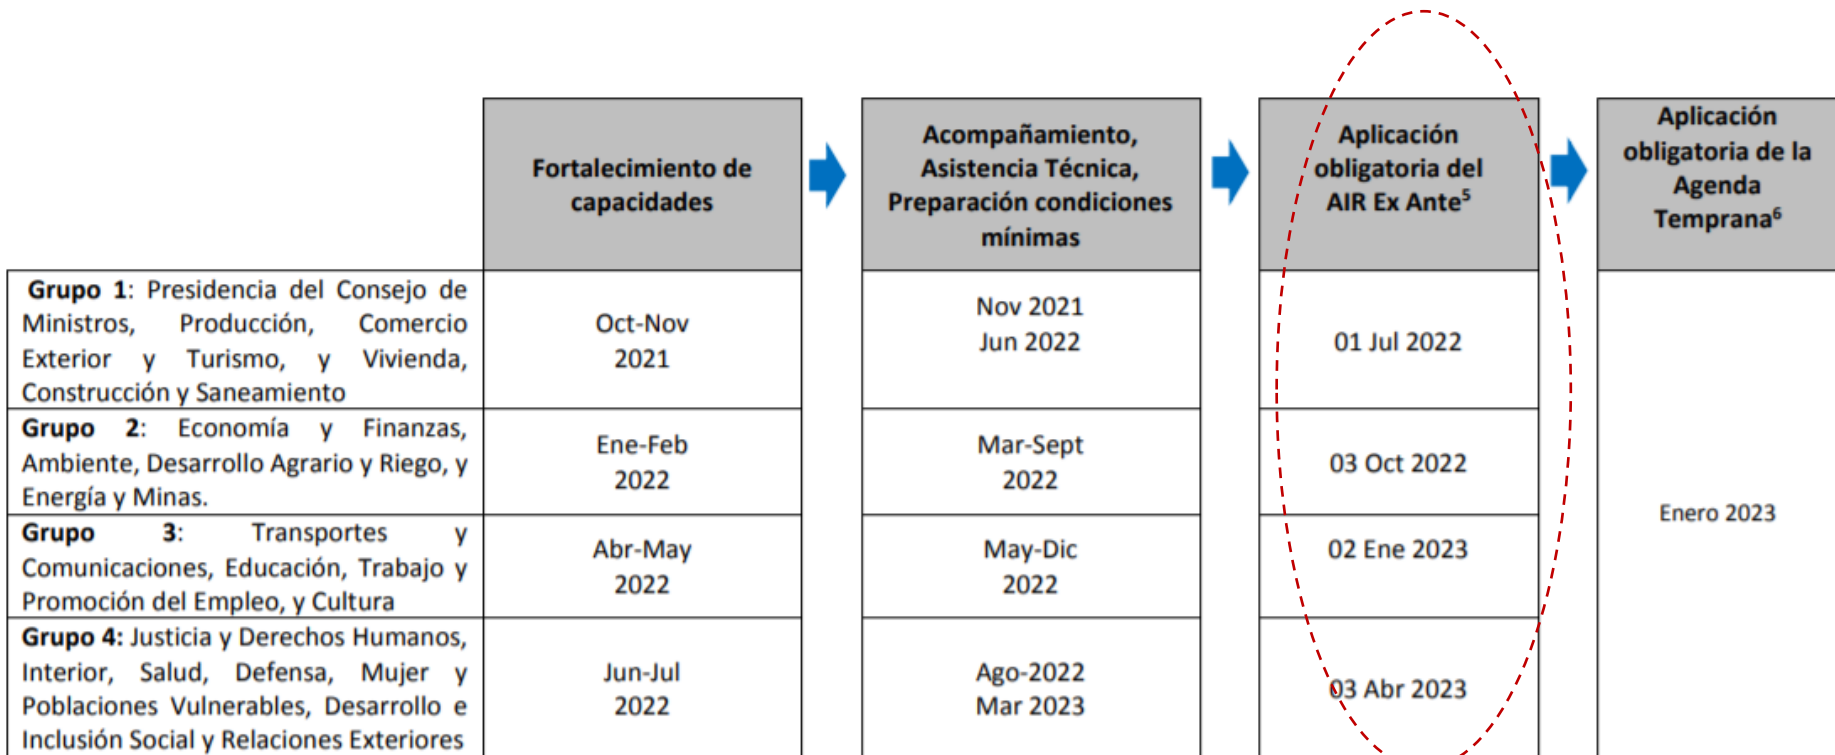 Fortalecimiento de
capacidades
Acompañamiento,
Asistencia Técnica,
Preparación condiciones
mínimas
Aplicación
obligatoria del
AIR Ex Ante⁵
Aplicación
obligatoria de la
Agenda
Temprana⁶
Grupo 1: Presidencia del Consejo de
Ministros, Producción, Comercio
Exterior y Turismo, y Vivienda,
Construcción y Saneamiento
Oct-Nov
2021
Nov 2021
Jun 2022
01 Jul 2022
Grupo 2: Economía y Finanzas,
Ambiente, Desarrollo Agrario y Riego, y
Energía y Minas.
Ene-Feb
2022
Mar-Sept
2022
03 Oct 2022
Grupo 3: Transportes y
Comunicaciones, Educación, Trabajo y
Promoción del Empleo, y Cultura
Abr-May
2022
May-Dic
2022
02 Ene 2023
Grupo 4: Justicia y Derechos Humanos,
Interior, Salud, Defensa, Mujer y
Poblaciones Vulnerables, Desarrollo e
Inclusión Social y Relaciones Exteriores
Jun-Jul
2022
Ago-2022
Mar 2023
03 Abr 2023
Enero 2023